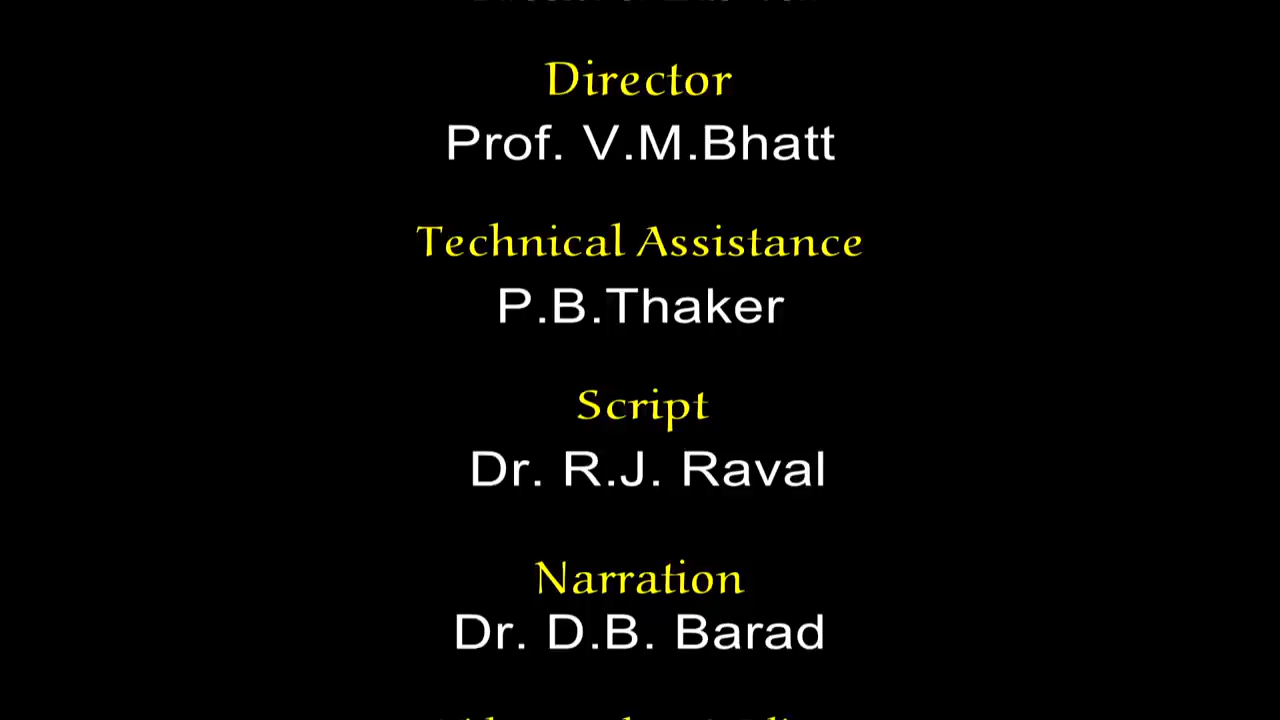 Director
Prof. V.M.Bhatt
Technical Assistance
P.B.Thaker
Script
Dr. R.J. Raval
Narration
Dr. D.B. Barad